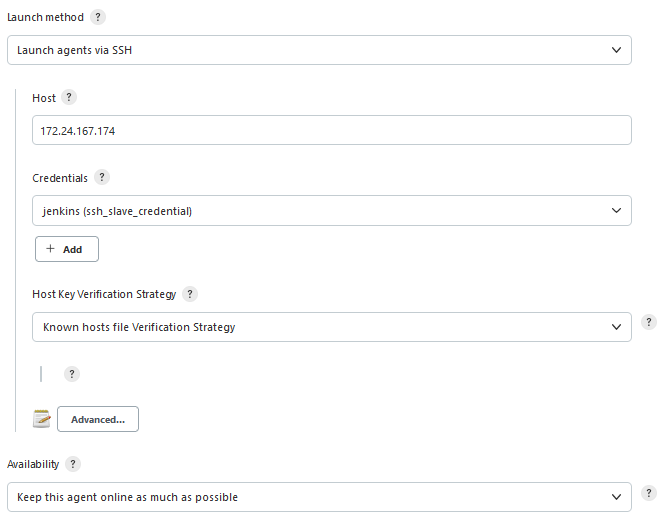 Launch method ?
Launch agents via SSH
Host ?
172.24.167.174
Credentials ?
jenkins (ssh_slave_credential)
+ Add
Host Key Verification Strategy ?
Known hosts file Verification Strategy ?
?
Advanced...
Availability ?
Keep this agent online as much as possible ?